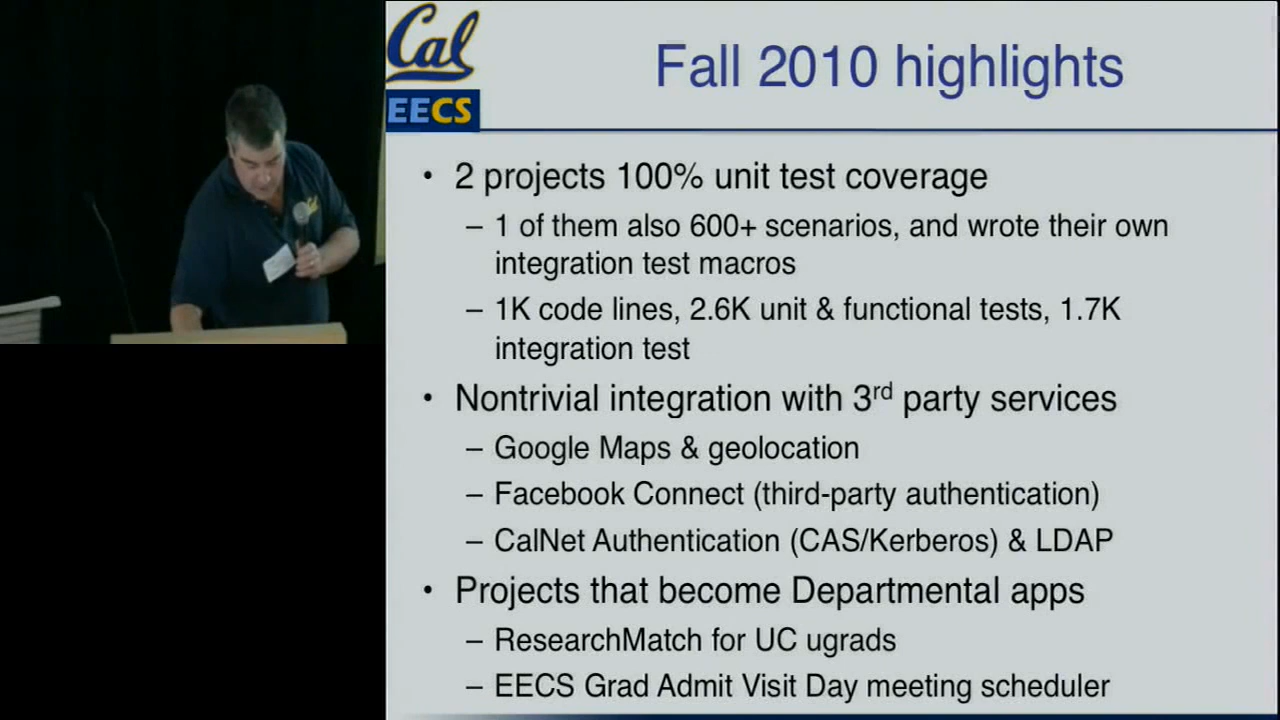 Cal
EECS
Fall 2010 highlights
• 2 projects 100% unit test coverage
– 1 of them also 600+ scenarios, and wrote their own
integration test macros
– 1K code lines, 2.6K unit & functional tests, 1.7K
integration test
• Nontrivial integration with 3rd party services
– Google Maps & geolocation
– Facebook Connect (third-party authentication)
– CalNet Authentication (CAS/Kerberos) & LDAP
• Projects that become Departmental apps
– ResearchMatch for UC ugrads
– EECS Grad Admit Visit Day meeting scheduler
Cal